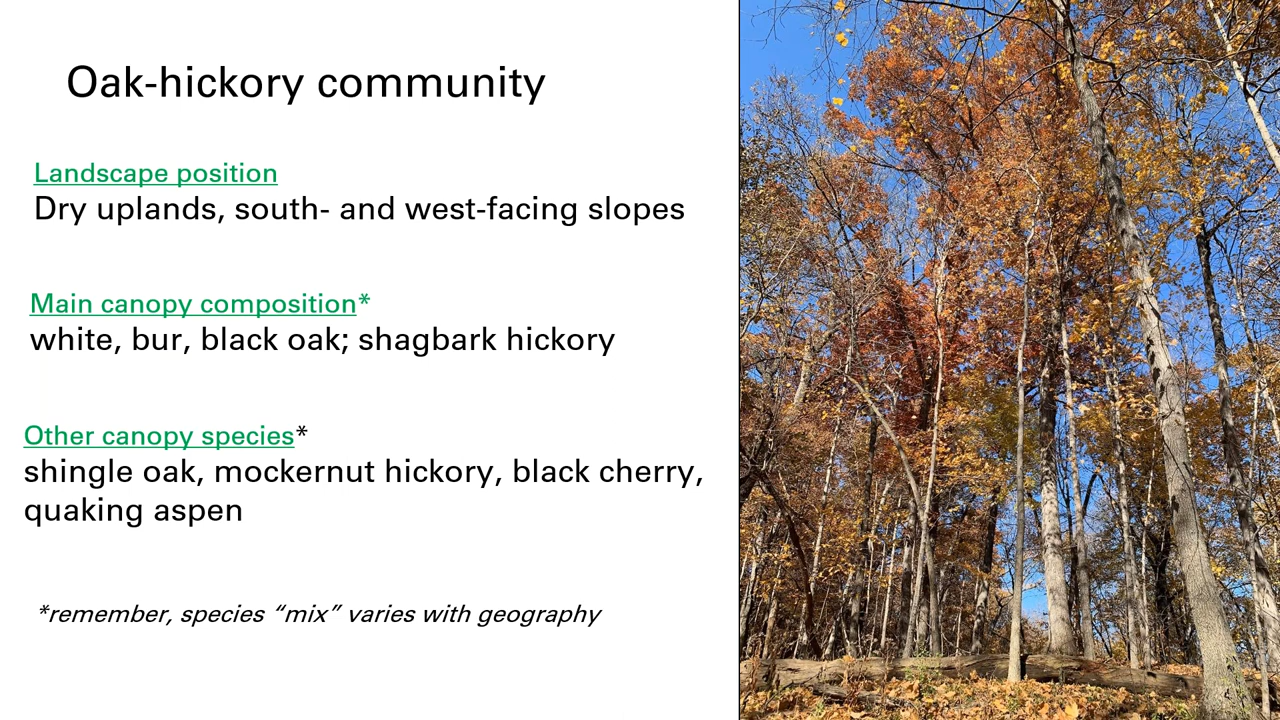 Oak-hickory community
Landscape position
Dry uplands, south- and west-facing slopes
Main canopy composition*
white, bur, black oak; shagbark hickory
Other canopy species*
shingle oak, mockernut hickory, black cherry,
quaking aspen
*remember, species “mix” varies with geography